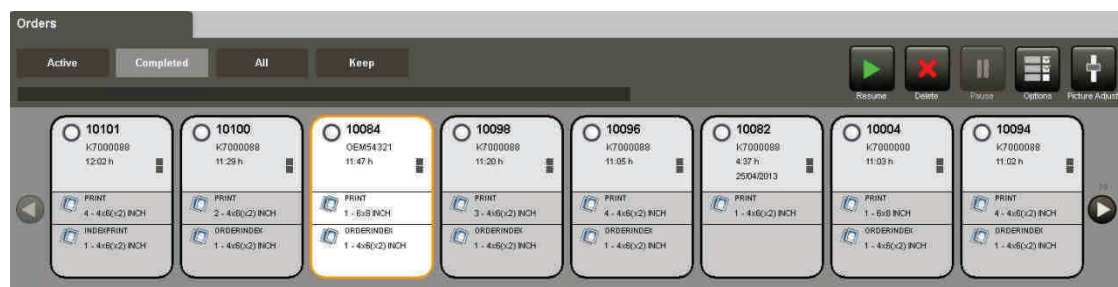 Orders
Active Completed All Keep
Resume Delete Pause Options Picture Adjust
10101
K7000088
12:02 h
PRINT
4 - 4x6(x2) INCH
INDEXPRINT
1 - 4x6(x2) INCH
10100
K7000088
11:29 h
PRINT
2 - 4x6(x2) INCH
ORDERINDEX
1 - 4x6(x2) INCH
10084
OEM54321
11:47 h
PRINT
1 - 6x8 INCH
ORDERINDEX
1 - 4x6(x2) INCH
10098
K7000088
11:20 h
PRINT
3 - 4x6(x2) INCH
ORDERINDEX
1 - 4x6(x2) INCH
10096
K7000088
11:05 h
PRINT
4 - 4x6(x2) INCH
ORDERINDEX
1 - 4x6(x2) INCH
10082
K7000088
4:37 h
25/04/2013
PRINT
1 - 4x6(x2) INCH
10004
K7000000
11:03 h
PRINT
1 - 6x8 INCH
ORDERINDEX
1 - 4x6(x2) INCH
10094
K7000088
11:02 h
PRINT
4 - 4x6(x2) INCH
ORDERINDEX
1 - 4x6(x2) INCH